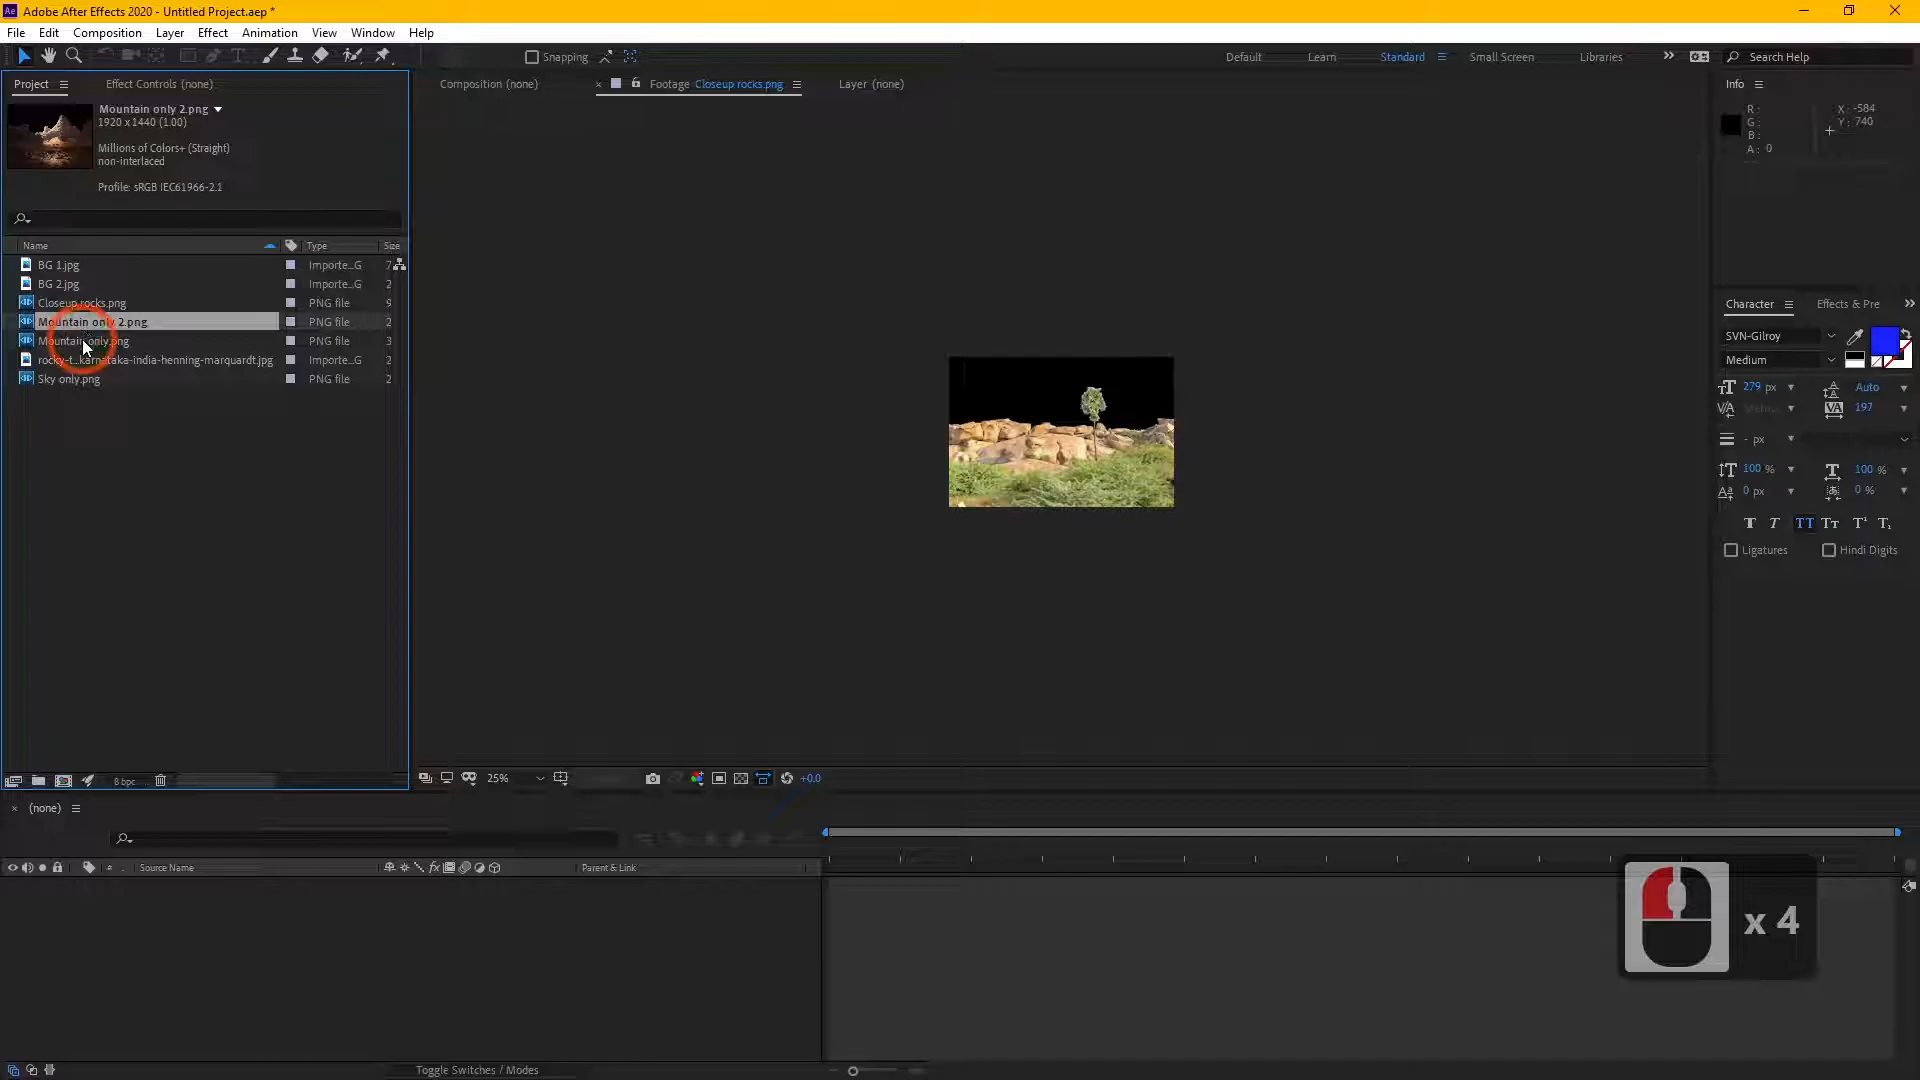 Adobe After Effects 2020 - Untitled Project.aep *
File Edit Composition Layer Effect Animation View Window Help
Snapping
Default Learn Standard Small Screen Libraries
Search Help
Project Effect Controls (none)
Composition (none) Footage Closeup rocks.png Layer (none)
Info
Mountain only 2.png
1920 x 1440 (1.00)
Millions of Colors+ (Straight)
non-interlaced
Profile: sRGB IEC61966-2.1
R:
G:
B:
A: 0
X: -584
Y: 740
Name Type Size
BG 1.jpg Importe...G 7
BG 2.jpg Importe...G 2
Closeup rocks.png PNG file 9
Mountain only 2.png PNG file 2
Mountain only.png PNG file 3
rocky-t...karnataka-india-henning-marquardt.jpg Importe...G 2
Sky only.png PNG file 2
Character Effects & Pre
SVN-Gilroy
Medium
279 px Auto
197
- px
100 % 100 %
0 px 0 %
Ligatures Hindi Digits
8 bpc
25% +0.0
(none)
# Source Name fx Parent & Link
x 4
Toggle Switches / Modes